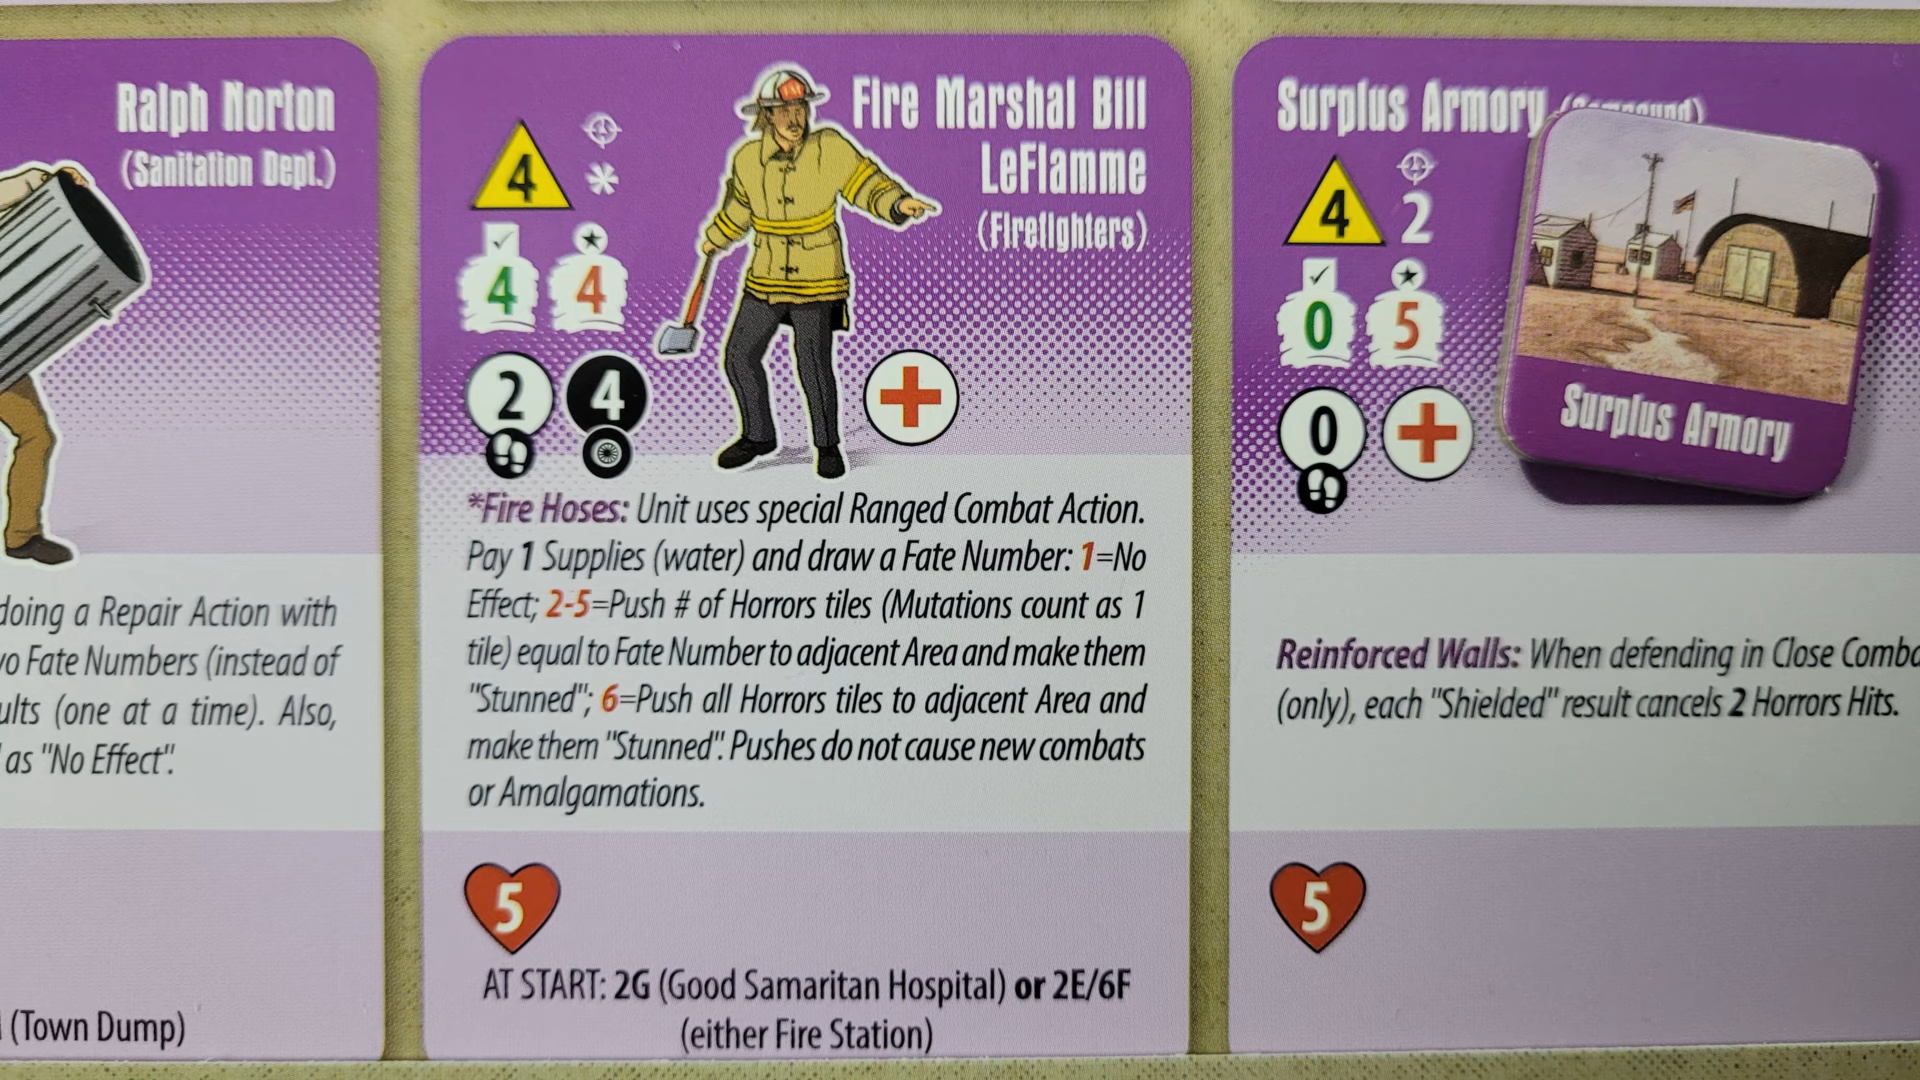 Ralph Norton
(Sanitation Dept.)
doing a Repair Action with
Fate Numbers (instead of
(one at a time). Also,
as "No Effect".
(Town Dump)
Fire Marshal Bill
LeFlamme
(Firefighters)
4
*
4 4
2 4
*Fire Hoses: Unit uses special Ranged Combat Action.
Pay 1 Supplies (water) and draw a Fate Number: 1=No
Effect; 2-5=Push # of Horrors tiles (Mutations count as 1
tile) equal to Fate Number to adjacent Area and make them
"Stunned"; 6=Push all Horrors tiles to adjacent Area and
make them "Stunned". Pushes do not cause new combats
or Amalgamations.
5
AT START: 2G (Good Samaritan Hospital) or 2E/6F
(either Fire Station)
Surplus Armory
4
2
0 5
0
Surplus Armory
Reinforced Walls: When defending in Close
(only), each "Shielded" result cancels 2 Horrors Hits.
5